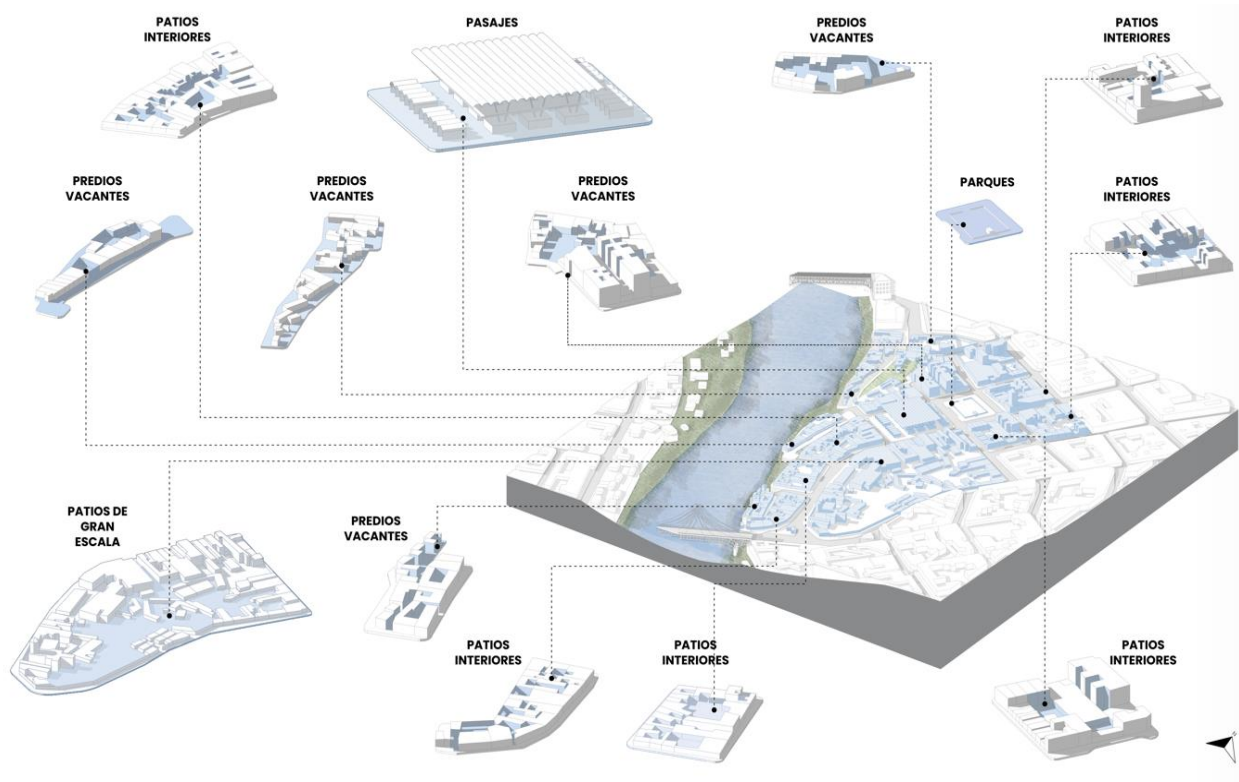 PATIOS
INTERIORES
PASAJES
PREDIOS
VACANTES
PATIOS
INTERIORES
PREDIOS
VACANTES
PREDIOS
VACANTES
PREDIOS
VACANTES
PARQUES
PATIOS
INTERIORES
PATIOS DE
GRAN
ESCALA
PREDIOS
VACANTES
PATIOS
INTERIORES
PATIOS
INTERIORES
PATIOS
INTERIORES